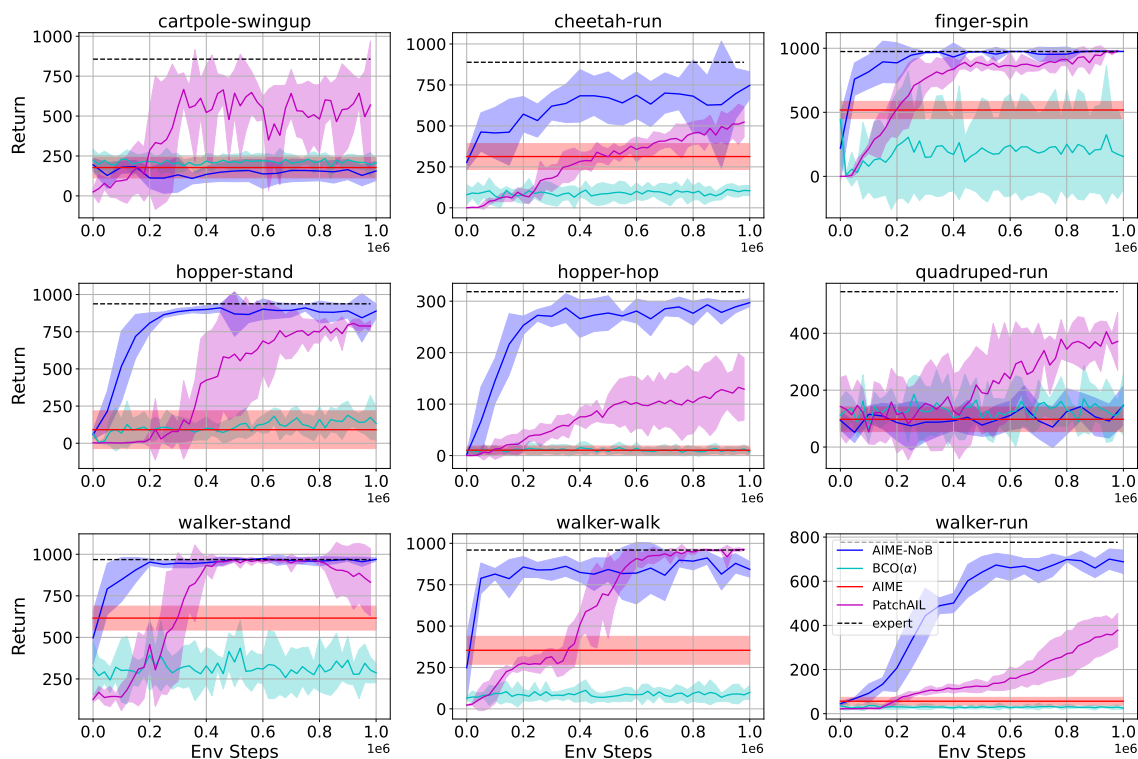 cartpole-swingup
1000
750
500
250
0
Return
0.0 0.2 0.4 0.6 0.8 1.0
1e6
cheetah-run
1000
750
500
250
0
0.0 0.2 0.4 0.6 0.8 1.0
1e6
finger-spin
1000
500
0
0.0 0.2 0.4 0.6 0.8 1.0
1e6
hopper-stand
1000
750
500
250
0
Return
0.0 0.2 0.4 0.6 0.8 1.0
1e6
hopper-hop
300
200
100
0
0.0 0.2 0.4 0.6 0.8 1.0
1e6
quadruped-run
400
200
0
0.0 0.2 0.4 0.6 0.8 1.0
1e6
walker-stand
1000
750
500
250
Return
0.0 0.2 0.4 0.6 0.8 1.0
Env Steps
1e6
walker-walk
1000
750
500
250
0
0.0 0.2 0.4 0.6 0.8 1.0
Env Steps
1e6
walker-run
800
600
400
200
0
AIME-NoB
BCO(α)
AIME
PatchAIL
expert
0.0 0.2 0.4 0.6 0.8 1.0
Env Steps
1e6